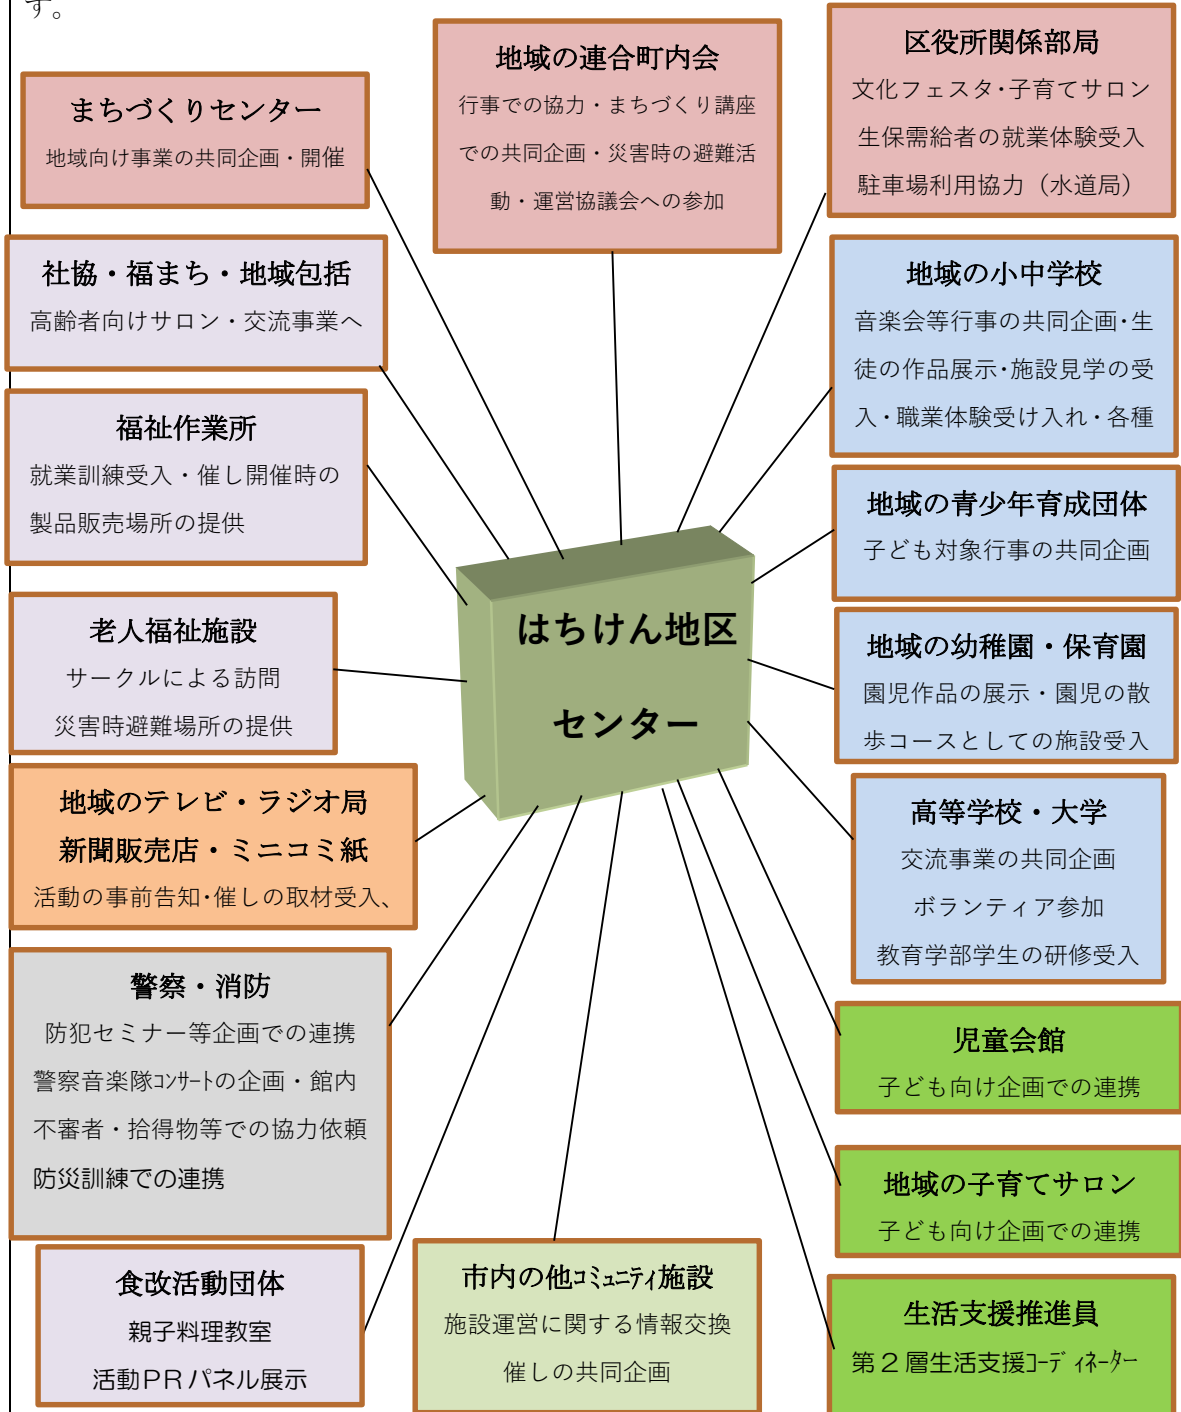 す。
まちづくりセンター
地域向け事業の共同企画・開催
地域の連合町内会
行事での協力・まちづくり講座
での共同企画・災害時の避難活
動・運営協議会への参加
区役所関係部局
文化フェスタ・子育てサロン
生保需給者の就業体験受入
駐車場利用協力（水道局）
社協・福まち・地域包括
高齢者向けサロン・交流事業へ
地域の小中学校
音楽会等行事の共同企画・生
徒の作品展示・施設見学の受
入・職業体験受け入れ・各種
福祉作業所
就業訓練受入・催し開催時の
製品販売場所の提供
地域の青少年育成団体
子ども対象行事の共同企画
はちけん地区
センター
老人福祉施設
サークルによる訪問
災害時避難場所の提供
地域の幼稚園・保育園
園児作品の展示・園児の散
歩コースとしての施設受入
地域のテレビ・ラジオ局
新聞販売店・ミニコミ紙
活動の事前告知・催しの取材受入、
高等学校・大学
交流事業の共同企画
ボランティア参加
教育学部学生の研修受入
警察・消防
防犯セミナー等企画での連携
警察音楽隊ｺﾝｻｰﾄの企画・館内
不審者・拾得物等での協力依頼
防災訓練での連携
児童会館
子ども向け企画での連携
地域の子育てサロン
子ども向け企画での連携
食改活動団体
親子料理教室
活動ＰＲパネル展示
市内の他ｺﾐｭﾆﾃｨ施設
施設運営に関する情報交換
催しの共同企画
生活支援推進員
第２層生活支援ｺｰﾃﾞｨﾈｰﾀｰ